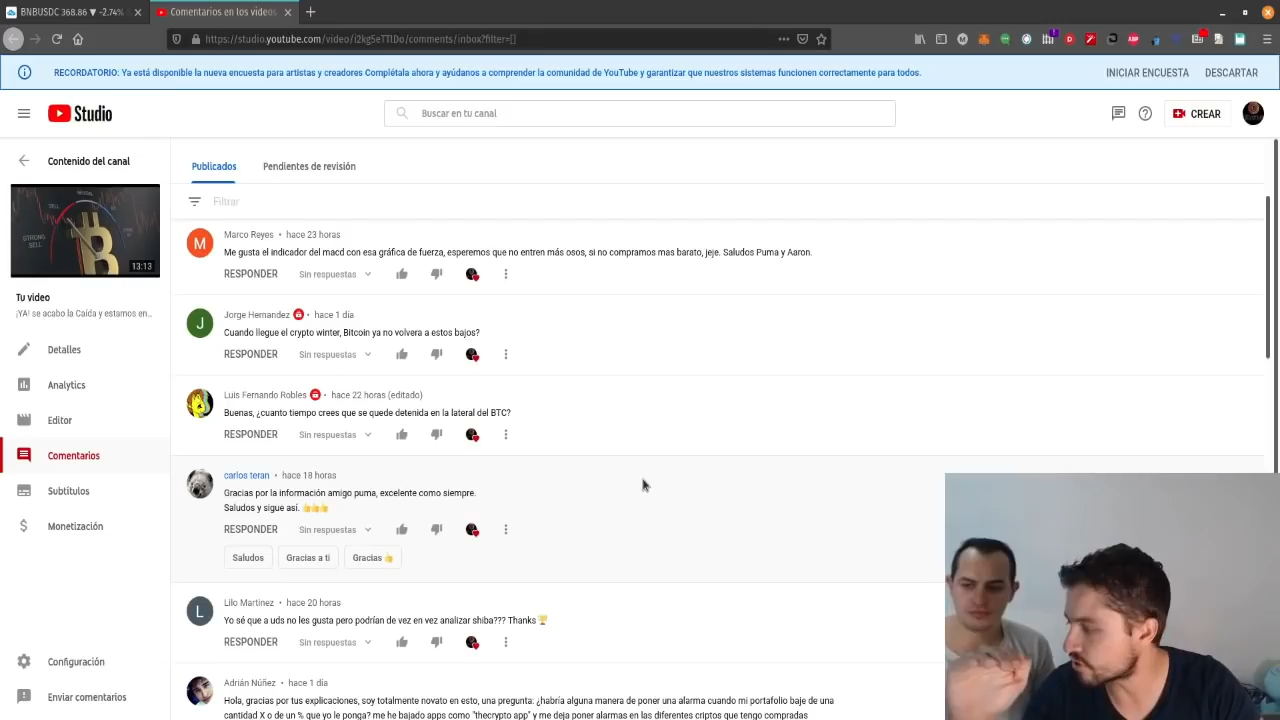 BNBUSDC 368.86 ▼ -2.74%
Comentarios en los videos
https://studio.youtube.com/video/i2kg5eTTlDo/comments/inbox?filter=[]
RECORDATORIO: Ya está disponible la nueva encuesta para artistas y creadores Complétala ahora y ayúdanos a comprender la comunidad de YouTube y garantizar que nuestros sistemas funcionen correctamente para todos.
INICIAR ENCUESTA
DESCARTAR
Studio
Buscar en tu canal
CREAR
Contenido del canal
STRONG SELL
13:13
Tu video
¡YA! se acabo la Caída y estamos en...
Detalles
Analytics
Editor
Comentarios
Subtítulos
Monetización
Configuración
Enviar comentarios
Publicados
Pendientes de revisión
Filtrar
Marco Reyes • hace 23 horas
Me gusta el indicador del macd con esa gráfica de fuerza, esperemos que no entren más osos, si no compramos mas barato, jeje. Saludos Puma y Aaron.
RESPONDER Sin respuestas
Jorge Hernandez • hace 1 día
Cuando llegue el crypto winter, Bitcoin ya no volvera a estos bajos?
RESPONDER Sin respuestas
Luis Fernando Robles • hace 22 horas (editado)
Buenas, ¿cuanto tiempo crees que se quede detenida en la lateral del BTC?
RESPONDER Sin respuestas
carlos teran • hace 18 horas
Gracias por la información amigo puma, excelente como siempre.
Saludos y sigue así. 👍👍👍
RESPONDER Sin respuestas
Saludos
Gracias a ti
Gracias 👍
Lilo Martinez • hace 20 horas
Yo sé que a uds no les gusta pero podrían de vez en vez analizar shiba??? Thanks🏆
RESPONDER Sin respuestas
Adrián Núñez • hace 1 día
Hola, gracias por tus explicaciones, soy totalmente novato en esto, una pregunta: ¿habría alguna manera de poner una alarma cuando mi portafolio baje de una
cantidad X o de un % que yo le ponga? me he bajado apps como "thecrypto app" y me deja poner alarmas en las diferentes criptos que tengo compradas